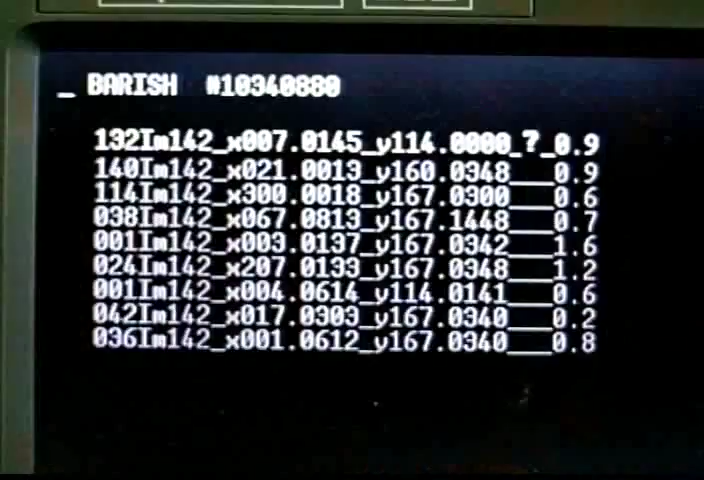 _ BARISH #10340880
132Im142_x007.0145_y114.0000_?_0.9
140Im142_x021.0013_y160.0348___0.9
114Im142_x300.0018_y167.0300___0.6
038Im142_x067.0813_y167.1448___0.7
001Im142_x003.0137_y167.0342___1.6
024Im142_x207.0133_y167.0348___1.2
001Im142_x004.0614_y114.0141___0.6
042Im142_x017.0303_y167.0340___0.2
036Im142_x001.0612_y167.0340___0.8